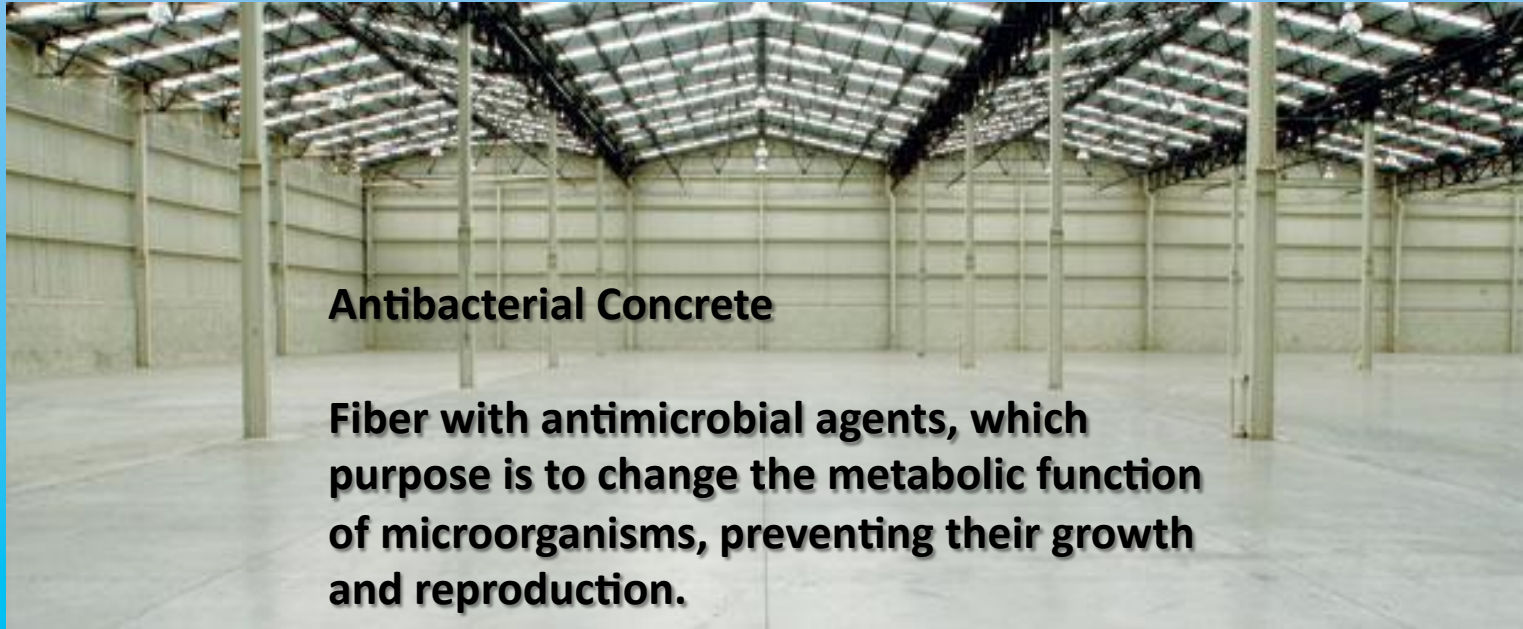 Antibacterial Concrete
Fiber with antimicrobial agents, which
purpose is to change the metabolic function
of microorganisms, preventing their growth
and reproduction.